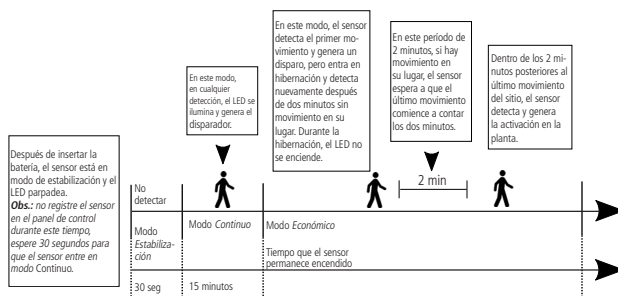 Después de insertar la
batería, el sensor está en
modo de estabilización y el
LED parpadea.
Obs.: no registre el sensor
en el panel de control
durante este tiempo,
espere 30 segundos para
que el sensor entre en
modo Continuo.
En este modo,
en cualquier
detección, el LED se
ilumina y genera el
disparador.
En este modo, el sensor
detecta el primer mo-
vimiento y genera un
disparo, pero entra en
hibernación y detecta
nuevamente después
de dos minutos sin
movimiento en su
lugar. Durante la
hibernación, el LED no
se enciende.
En este período de
2 minutos, si hay
movimiento en
su lugar, el sensor
espera a que el
último movimiento
comience a contar
los dos minutos.
Dentro de los 2 mi-
nutos posteriores al
último movimiento
del sitio, el sensor
detecta y genera
la activación en la
planta.
2 min
No
detectar
Modo
Estabiliza-
ción
Modo Continuo
Modo Económico
Tiempo que el sensor
permanece encendido
30 seg
15 minutos